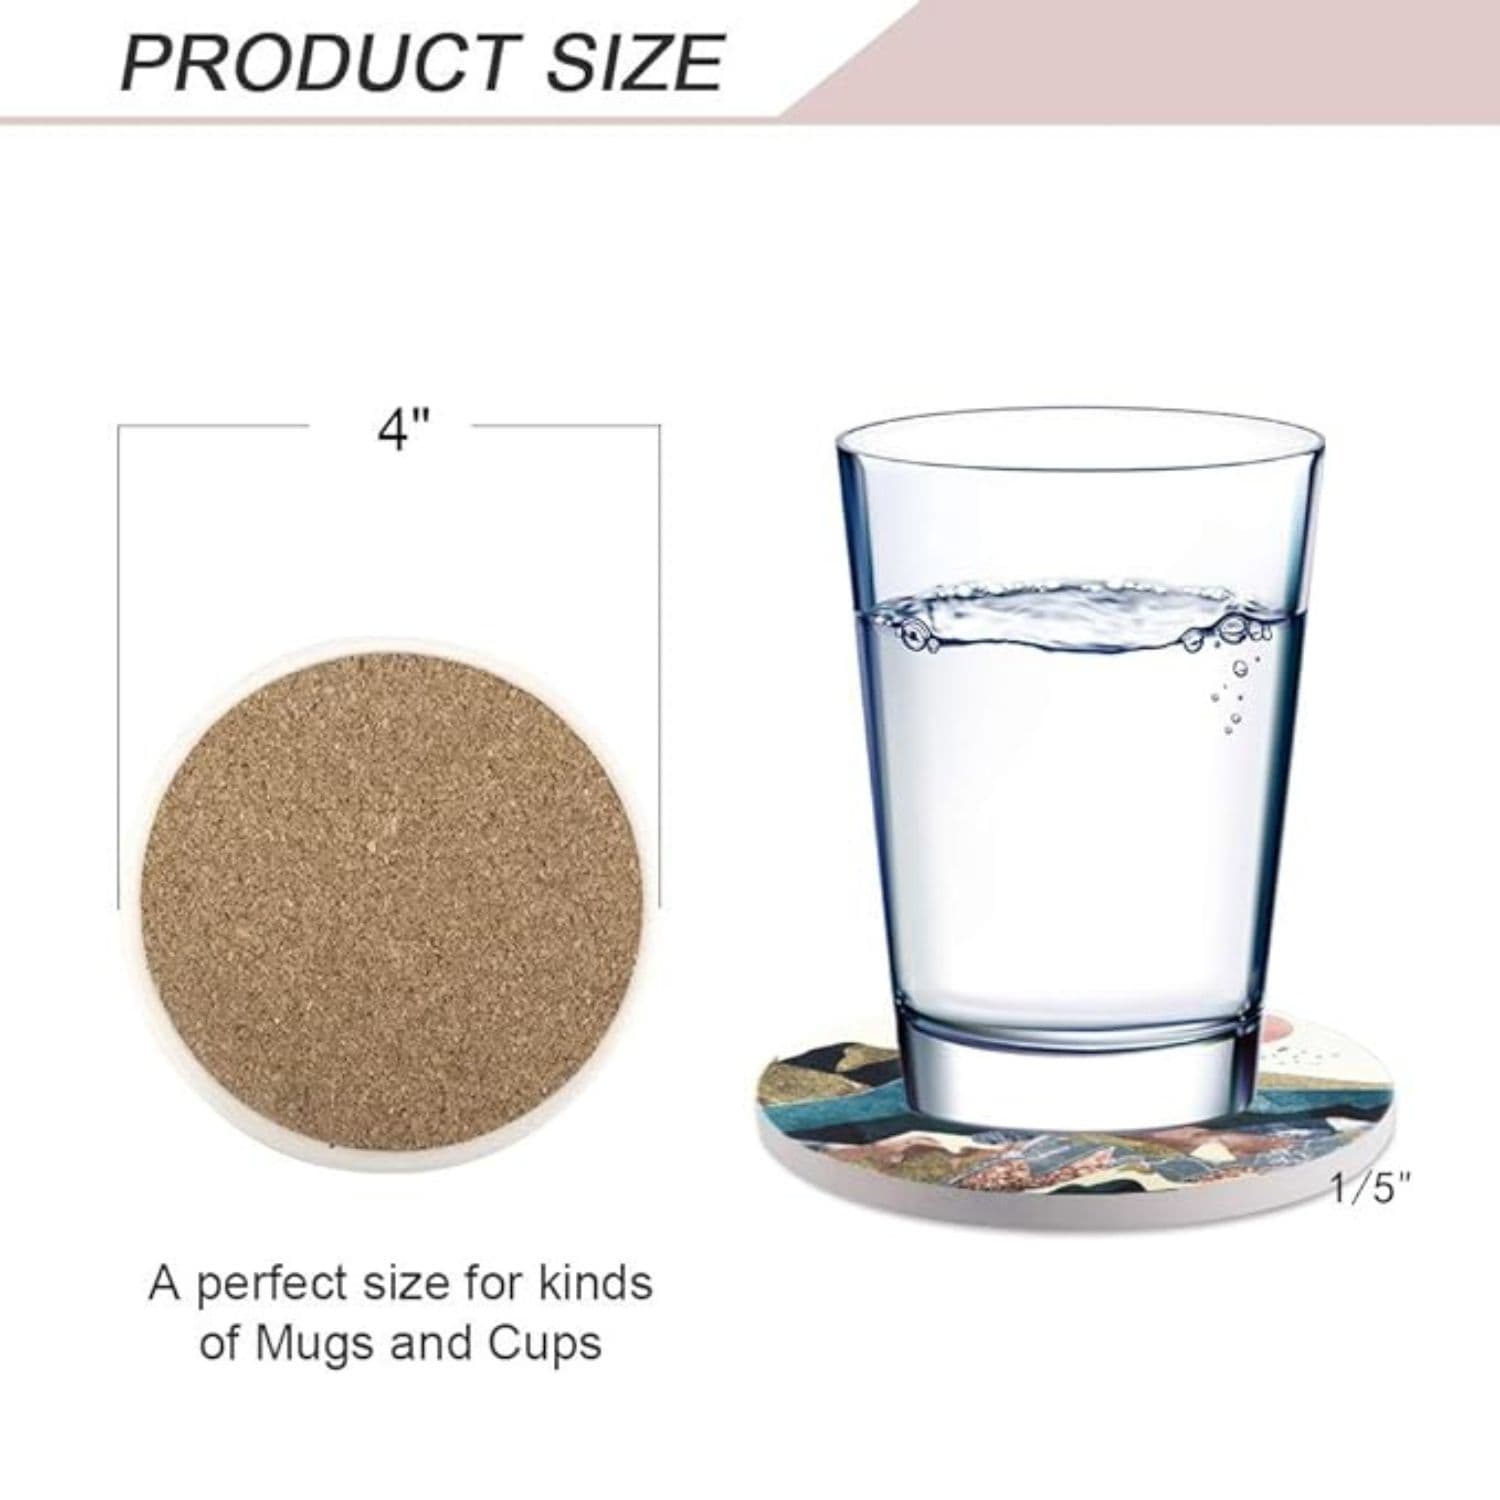 PRODUCT SIZE
4"
1/5"
A perfect size for kinds
of Mugs and Cups